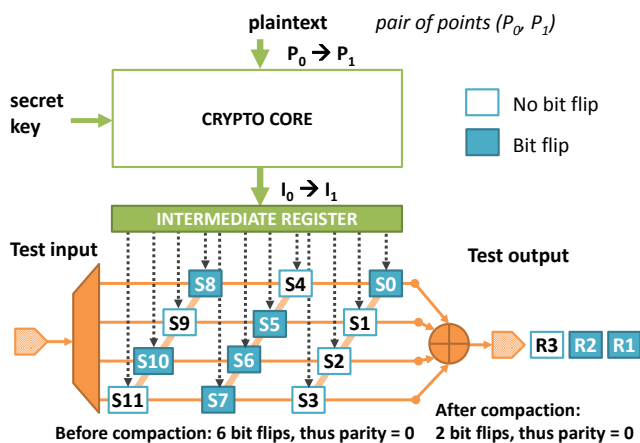 plaintext
pair of points (P0, P1)
P0 → P1
secret key
CRYPTO CORE
No bit flip
Bit flip
I0 → I1
INTERMEDIATE REGISTER
Test input
Test output
S8 S4 S0
S9 S5 S1
S10 S6 S2
S11 S7 S3
R3 R2 R1
Before compaction: 6 bit flips, thus parity = 0
After compaction:
2 bit flips, thus parity = 0